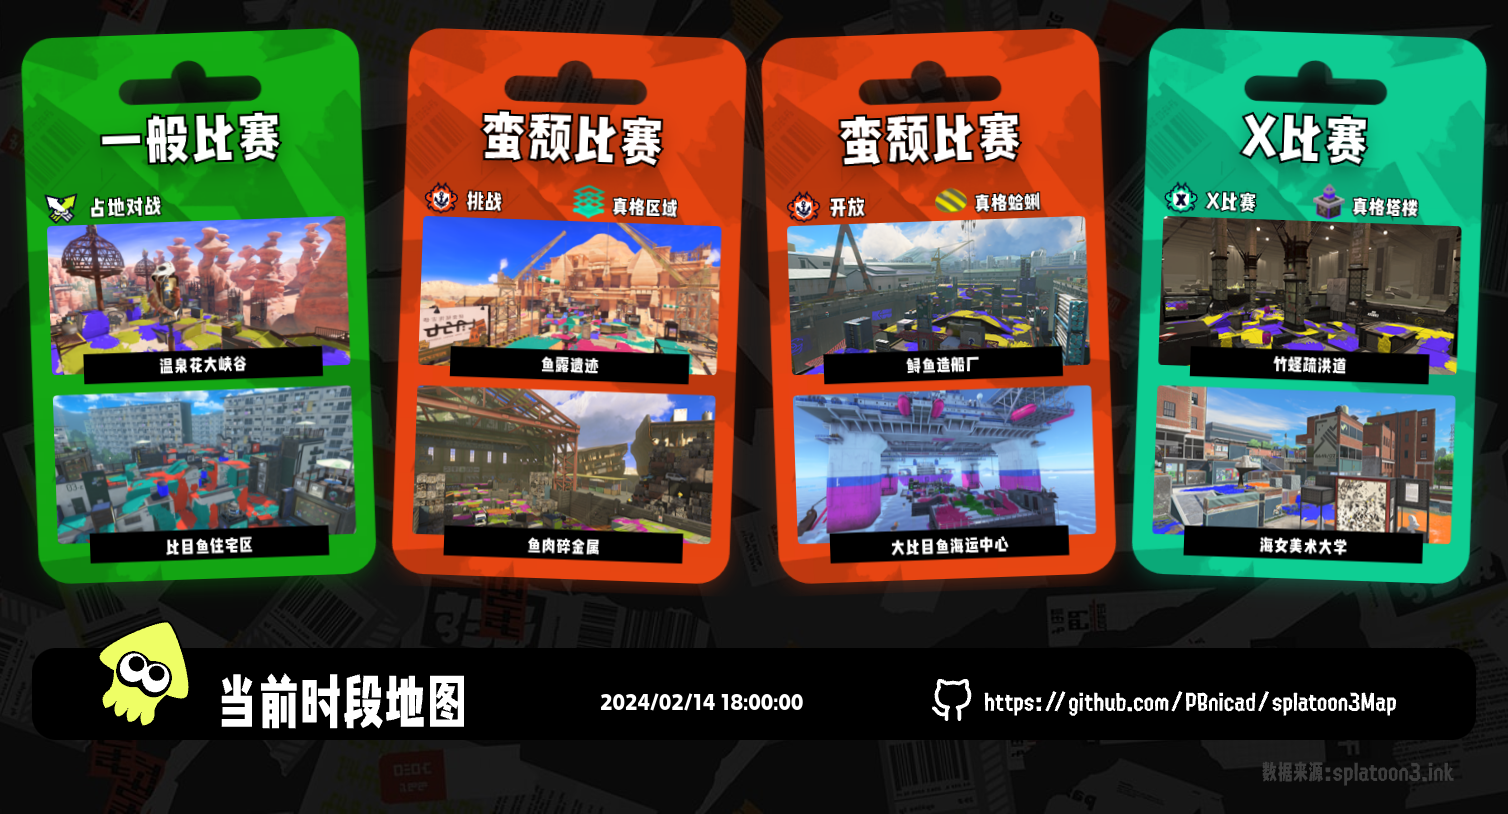 一般比赛
占地对战
温泉花大峡谷
比目鱼住宅区
蛮颓比赛
挑战
真格区域
鱼露遗迹
鱼肉碎金属
蛮颓比赛
开放
真格蛤蜊
鲟鱼造船厂
大比目鱼海运中心
X比赛
X比赛
真格塔楼
竹蛏疏洪道
海女美术大学
当前时段地图
2024/02/14 18:00:00
https://github.com/PBnicad/splatoon3Map
数据来源:splatoon3.ink